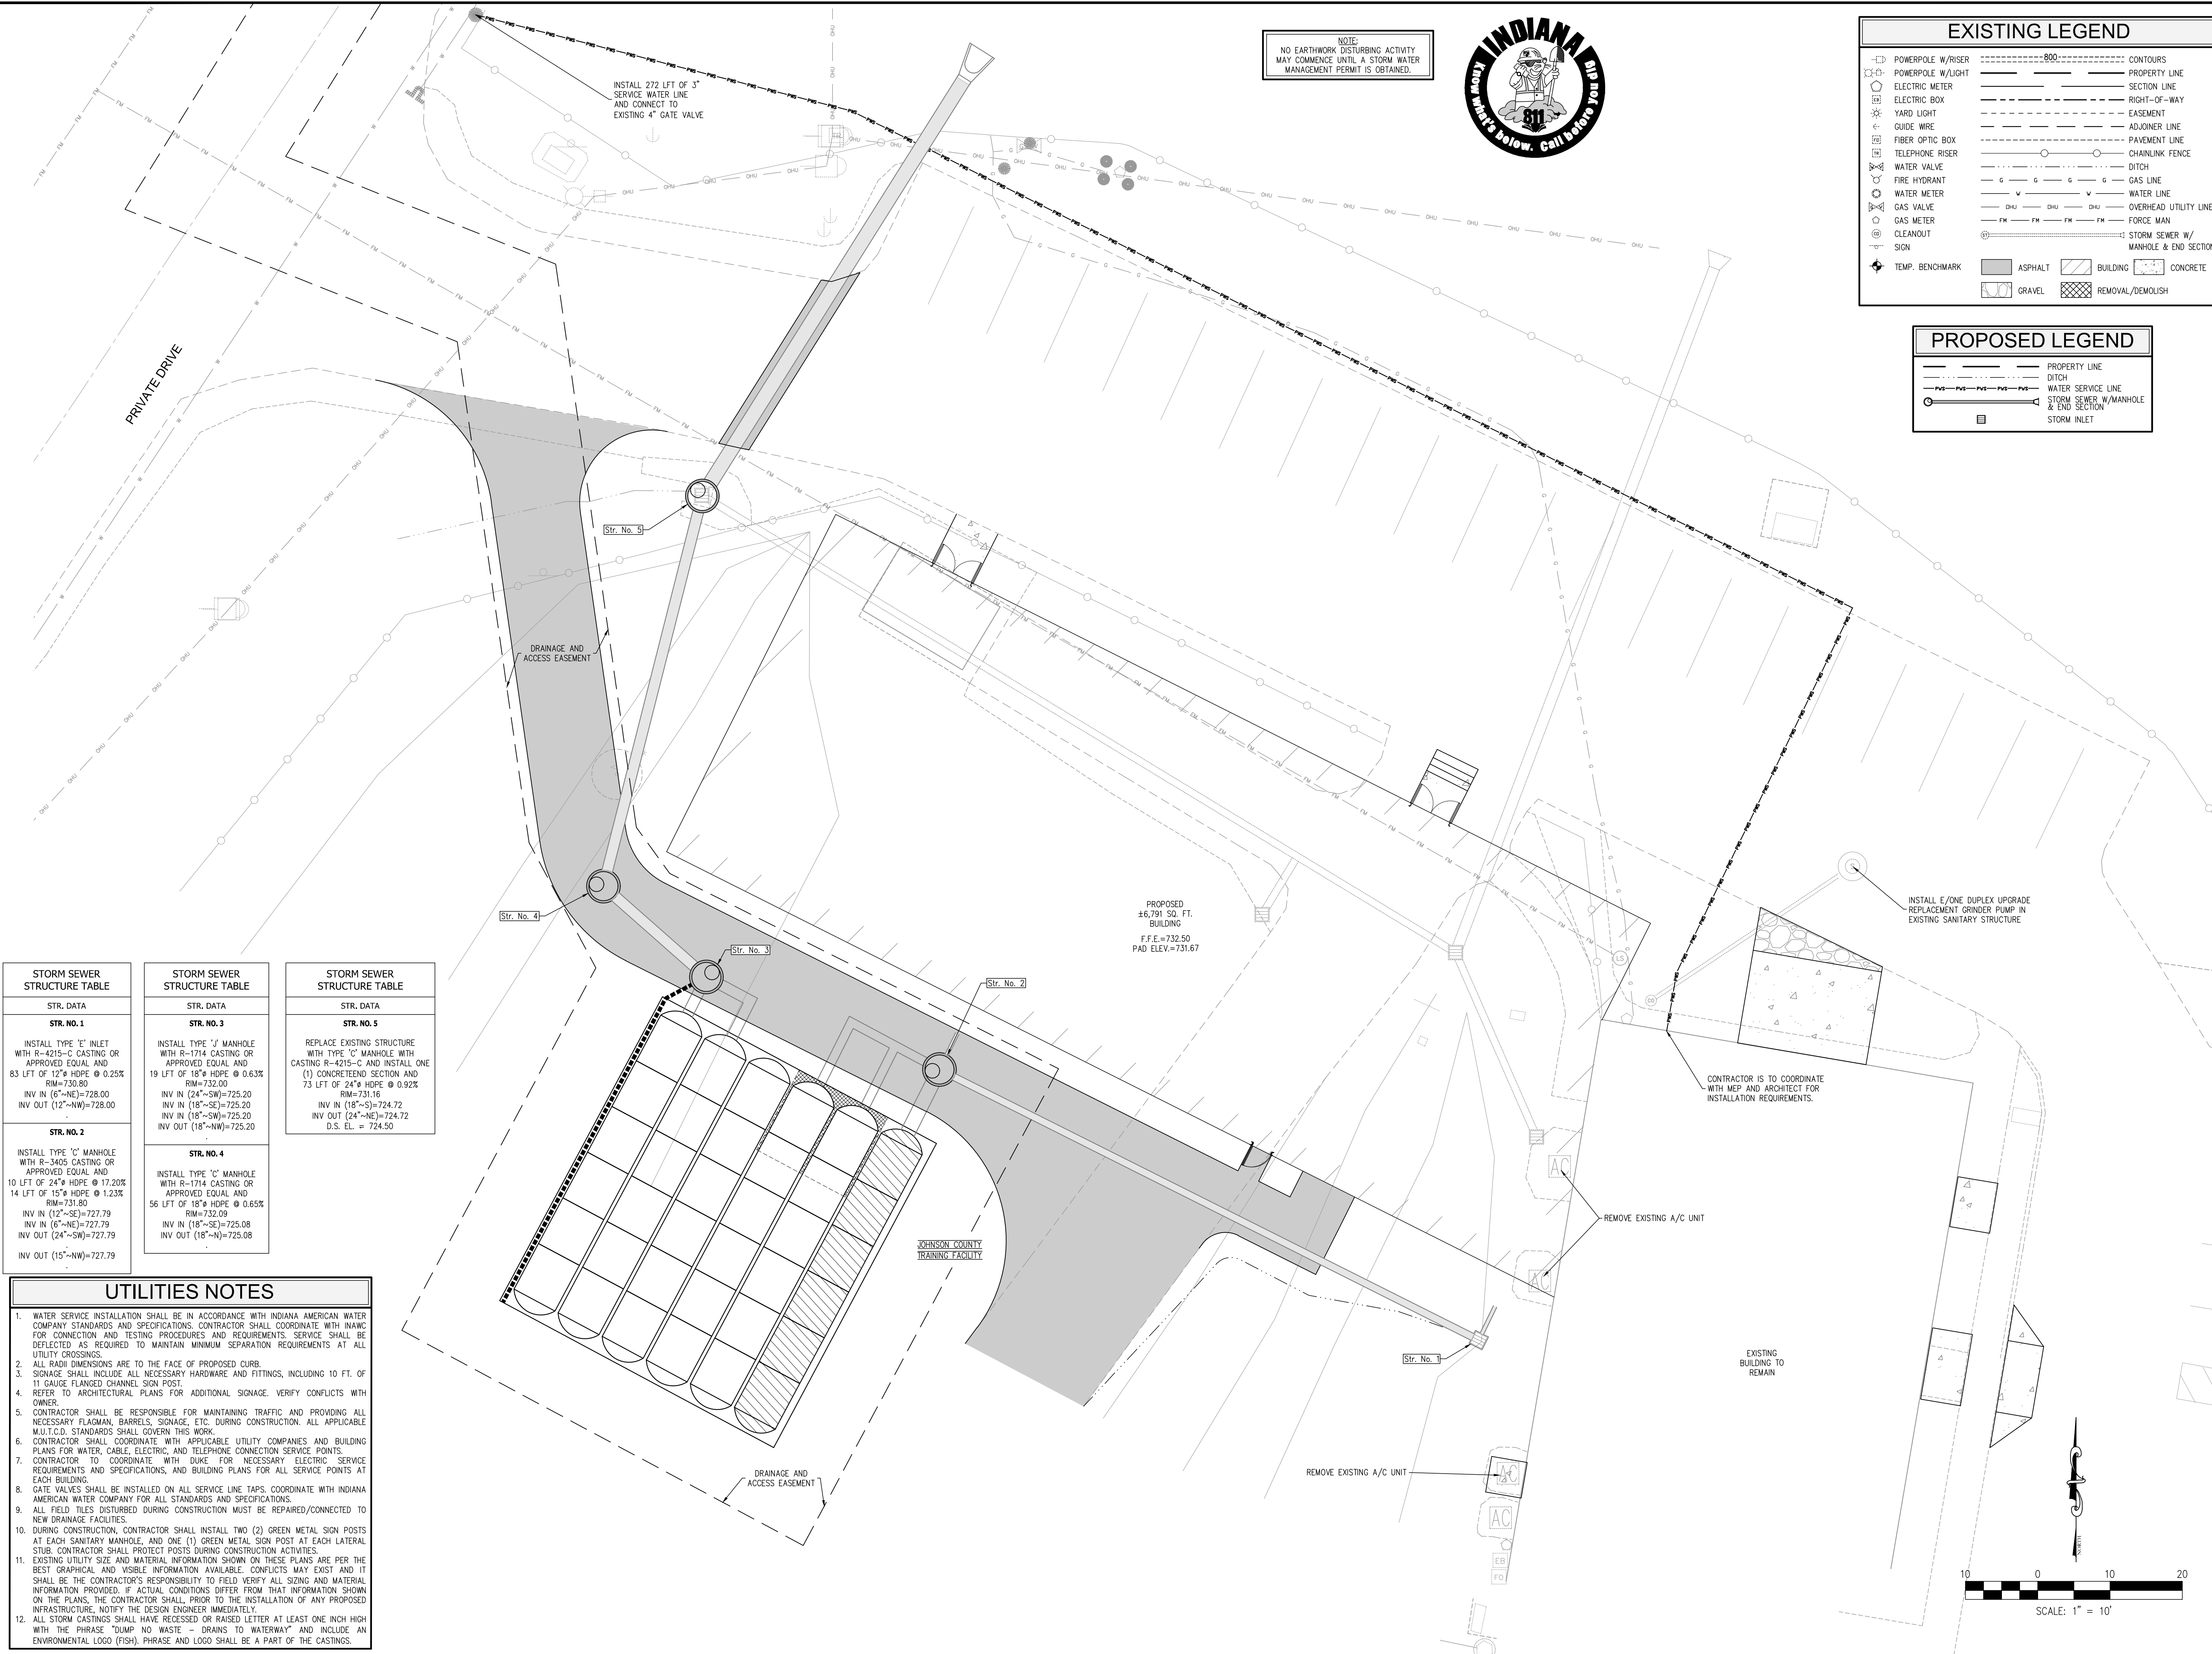 INSTALL 272 LFT OF 3"
SERVICE WATER LINE
AND CONNECT TO
EXISTING 4" GATE VALVE
NOTE:
NO EARTHWORK DISTURBING ACTIVITY
MAY COMMENCE UNTIL A STORM WATER
MANAGEMENT PERMIT IS OBTAINED.
INDIANA
811
Know what's below. Call before you dig
EXISTING LEGEND
POWERPOLE W/RISER
POWERPOLE W/LIGHT
ELECTRIC METER
EB ELECTRIC BOX
YARD LIGHT
GUIDE WIRE
FO FIBER OPTIC BOX
TR TELEPHONE RISER
WATER VALVE
FIRE HYDRANT
WATER METER
GAS VALVE
GAS METER
CO CLEANOUT
SIGN
TEMP. BENCHMARK
800 CONTOURS
PROPERTY LINE
SECTION LINE
RIGHT-OF-WAY
EASEMENT
ADJOINER LINE
PAVEMENT LINE
CHAINLINK FENCE
DITCH
G G G G GAS LINE
W W WATER LINE
OHU OHU OHU OVERHEAD UTILITY LINE
FM FM FM FM FORCE MAN
ST STORM SEWER W/
MANHOLE & END SECTION
ASPHALT BUILDING CONCRETE
GRAVEL REMOVAL/DEMOLISH
PROPOSED LEGEND
PROPERTY LINE
DITCH
PWS PWS PWS PWS PWS WATER SERVICE LINE
STORM SEWER W/MANHOLE
& END SECTION
STORM INLET
PRIVATE DRIVE
Str. No. 5
DRAINAGE AND
ACCESS EASEMENT
Str. No. 4
Str. No. 3
Str. No. 2
PROPOSED
±6,791 SQ. FT.
BUILDING
F.F.E.=732.50
PAD ELEV.=731.67
LS
CO
INSTALL E/ONE DUPLEX UPGRADE
REPLACEMENT GRINDER PUMP IN
EXISTING SANITARY STRUCTURE
CONTRACTOR IS TO COORDINATE
WITH MEP AND ARCHITECT FOR
INSTALLATION REQUIREMENTS.
AC
REMOVE EXISTING A/C UNIT
AC
JOHNSON COUNTY
TRAINING FACILITY
Str. No. 1
EXISTING
BUILDING TO
REMAIN
REMOVE EXISTING A/C UNIT
AC
AC
EB
FO
DRAINAGE AND
ACCESS EASEMENT
STORM SEWER
STRUCTURE TABLE
STR. DATA
STR. NO. 1
INSTALL TYPE 'E' INLET
WITH R-4215-C CASTING OR
APPROVED EQUAL AND
83 LFT OF 12"ø HDPE @ 0.25%
RIM=730.80
INV IN (6"~NE)=728.00
INV OUT (12"~NW)=728.00
.
STR. NO. 2
INSTALL TYPE 'C' MANHOLE
WITH R-3405 CASTING OR
APPROVED EQUAL AND
10 LFT OF 24"ø HDPE @ 17.20%
14 LFT OF 15"ø HDPE @ 1.23%
RIM=731.80
INV IN (12"~SE)=727.79
INV IN (6"~NE)=727.79
INV OUT (24"~SW)=727.79
.
INV OUT (15"~NW)=727.79
.
STORM SEWER
STRUCTURE TABLE
STR. DATA
STR. NO. 3
INSTALL TYPE 'J' MANHOLE
WITH R-1714 CASTING OR
APPROVED EQUAL AND
19 LFT OF 18"ø HDPE @ 0.63%
RIM=732.00
INV IN (24"~SW)=725.20
INV IN (18"~SE)=725.20
INV IN (18"~SW)=725.20
INV OUT (18"~NW)=725.20
.
STR. NO. 4
INSTALL TYPE 'C' MANHOLE
WITH R-1714 CASTING OR
APPROVED EQUAL AND
56 LFT OF 18"ø HDPE @ 0.65%
RIM=732.09
INV IN (18"~SE)=725.08
INV OUT (18"~N)=725.08
.
STORM SEWER
STRUCTURE TABLE
STR. DATA
STR. NO. 5
REPLACE EXISTING STRUCTURE
WITH TYPE 'C' MANHOLE WITH
CASTING R-4215-C AND INSTALL ONE
(1) CONCRETEEND SECTION AND
73 LFT OF 24"ø HDPE @ 0.92%
RIM=731.16
INV IN (18"~S)=724.72
INV OUT (24"~NE)=724.72
D.S. EL. = 724.50
UTILITIES NOTES
1. WATER SERVICE INSTALLATION SHALL BE IN ACCORDANCE WITH INDIANA AMERICAN WATER
COMPANY STANDARDS AND SPECIFICATIONS. CONTRACTOR SHALL COORDINATE WITH INAWC
FOR CONNECTION AND TESTING PROCEDURES AND REQUIREMENTS. SERVICE SHALL BE
DEFLECTED AS REQUIRED TO MAINTAIN MINIMUM SEPARATION REQUIREMENTS AT ALL
UTILITY CROSSINGS.
2. ALL RADII DIMENSIONS ARE TO THE FACE OF PROPOSED CURB.
3. SIGNAGE SHALL INCLUDE ALL NECESSARY HARDWARE AND FITTINGS, INCLUDING 10 FT. OF
11 GAUGE FLANGED CHANNEL SIGN POST.
4. REFER TO ARCHITECTURAL PLANS FOR ADDITIONAL SIGNAGE. VERIFY CONFLICTS WITH
OWNER.
5. CONTRACTOR SHALL BE RESPONSIBLE FOR MAINTAINING TRAFFIC AND PROVIDING ALL
NECESSARY FLAGMAN, BARRELS, SIGNAGE, ETC. DURING CONSTRUCTION. ALL APPLICABLE
M.U.T.C.D. STANDARDS SHALL GOVERN THIS WORK.
6. CONTRACTOR SHALL COORDINATE WITH APPLICABLE UTILITY COMPANIES AND BUILDING
PLANS FOR WATER, CABLE, ELECTRIC, AND TELEPHONE CONNECTION SERVICE POINTS.
7. CONTRACTOR TO COORDINATE WITH DUKE FOR NECESSARY ELECTRIC SERVICE
REQUIREMENTS AND SPECIFICATIONS, AND BUILDING PLANS FOR ALL SERVICE POINTS AT
EACH BUILDING.
8. GATE VALVES SHALL BE INSTALLED ON ALL SERVICE LINE TAPS. COORDINATE WITH INDIANA
AMERICAN WATER COMPANY FOR ALL STANDARDS AND SPECIFICATIONS.
9. ALL FIELD TILES DISTURBED DURING CONSTRUCTION MUST BE REPAIRED/CONNECTED TO
NEW DRAINAGE FACILITIES.
10. DURING CONSTRUCTION, CONTRACTOR SHALL INSTALL TWO (2) GREEN METAL SIGN POSTS
AT EACH SANITARY MANHOLE, AND ONE (1) GREEN METAL SIGN POST AT EACH LATERAL
STUB. CONTRACTOR SHALL PROTECT POSTS DURING CONSTRUCTION ACTIVITIES.
11. EXISTING UTILITY SIZE AND MATERIAL INFORMATION SHOWN ON THESE PLANS ARE PER THE
BEST GRAPHICAL AND VISIBLE INFORMATION AVAILABLE. CONFLICTS MAY EXIST AND IT
SHALL BE THE CONTRACTOR'S RESPONSIBILITY TO FIELD VERIFY ALL SIZING AND MATERIAL
INFORMATION PROVIDED. IF ACTUAL CONDITIONS DIFFER FROM THAT INFORMATION SHOWN
ON THE PLANS, THE CONTRACTOR SHALL, PRIOR TO THE INSTALLATION OF ANY PROPOSED
INFRASTRUCTURE, NOTIFY THE DESIGN ENGINEER IMMEDIATELY.
12. ALL STORM CASTINGS SHALL HAVE RECESSED OR RAISED LETTER AT LEAST ONE INCH HIGH
WITH THE PHRASE "DUMP NO WASTE - DRAINS TO WATERWAY" AND INCLUDE AN
ENVIRONMENTAL LOGO (FISH). PHRASE AND LOGO SHALL BE A PART OF THE CASTINGS.
NORTH
10 0 10 20
SCALE: 1" = 10'